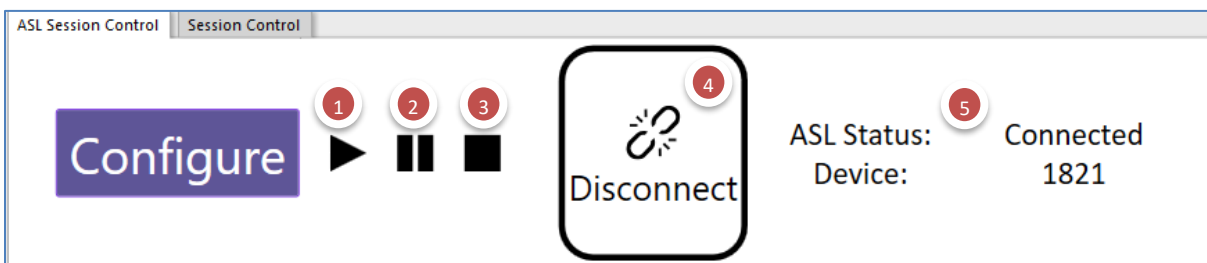 ASL Session Control Session Control
1 2 3 4 5
Configure
Disconnect
ASL Status: Connected
Device: 1821